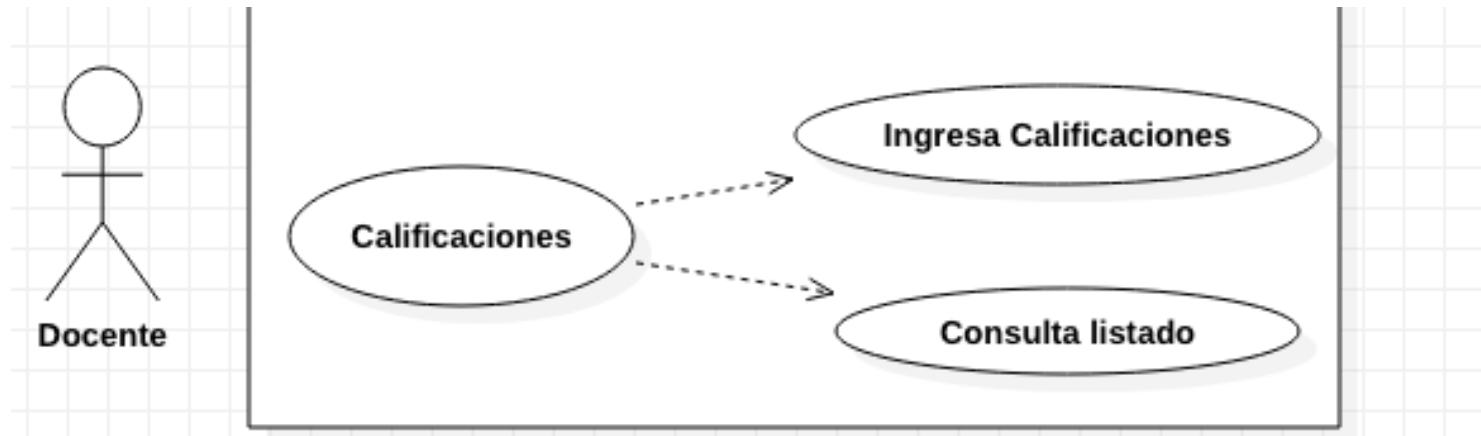 Ingresa Calificaciones
Calificaciones
Docente
Consulta listado